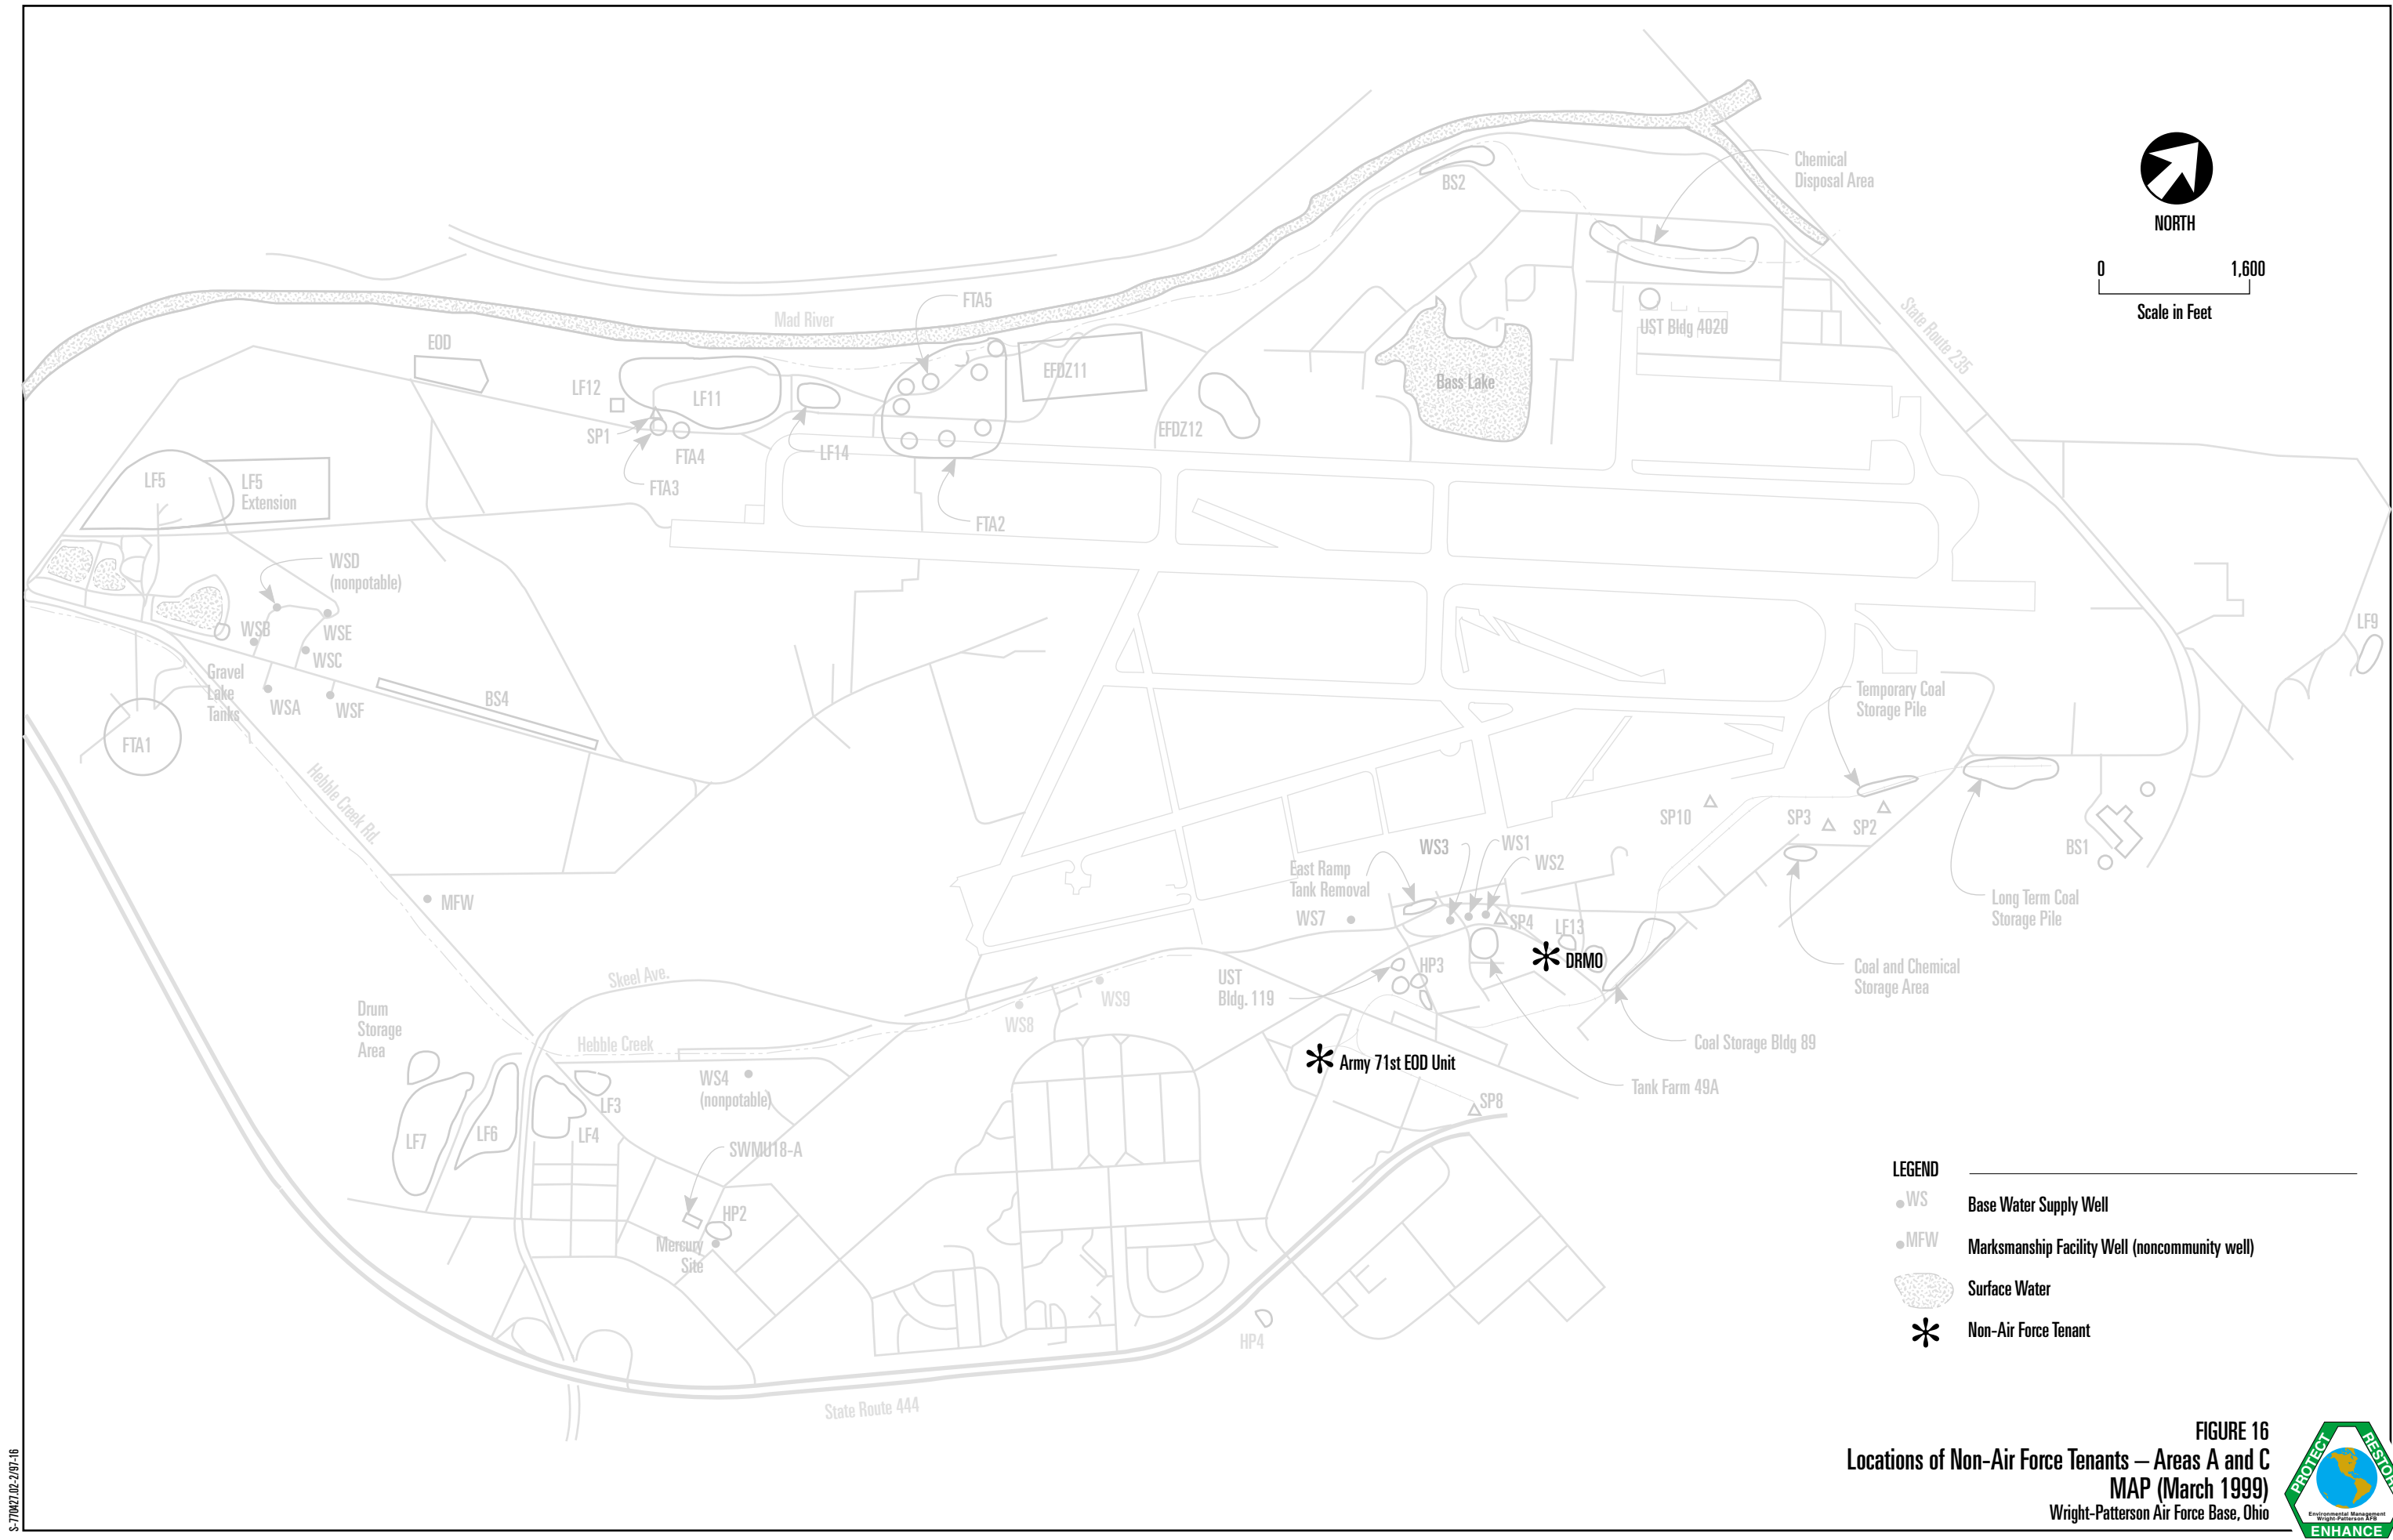 BS2
Chemical
Disposal Area
NORTH
0 1,600
Scale in Feet
FTA5
Mad River
State Route 235
UST Bldg 4020
EOD
LF12
LF11
EFDZ11
Bass Lake
SP1
FTA4
LF14
EFDZ12
FTA3
FTA2
LF5
LF5
Extension
WSD
(nonpotable)
WSB
WSE
WSC
Gravel
Lake
Tanks
WSA
WSF
BS4
FTA1
Hebble Creek Rd.
LF9
Temporary Coal
Storage Pile
SP10
SP3
SP2
BS1
Long Term Coal
Storage Pile
WS3
WS1
WS2
East Ramp
Tank Removal
WS7
SP4
LF13
DRMO
MFW
Skeel Ave.
HP3
UST
Bldg. 119
Coal and Chemical
Storage Area
WS9
WS8
Drum
Storage
Area
Hebble Creek
Coal Storage Bldg 89
Army 71st EOD Unit
Tank Farm 49A
WS4
(nonpotable)
SP8
LF3
LF7
LF6
LF4
SWMU18-A
HP2
Mercury
Site
HP4
State Route 444
LEGEND
WS Base Water Supply Well
MFW Marksmanship Facility Well (noncommunity well)
Surface Water
Non-Air Force Tenant
FIGURE 16
Locations of Non-Air Force Tenants – Areas A and C
MAP (March 1999)
Wright-Patterson Air Force Base, Ohio
PROTECT
RESTORE
Environmental Management
Wright-Patterson AFB
ENHANCE
S-770427.02-2/97-16